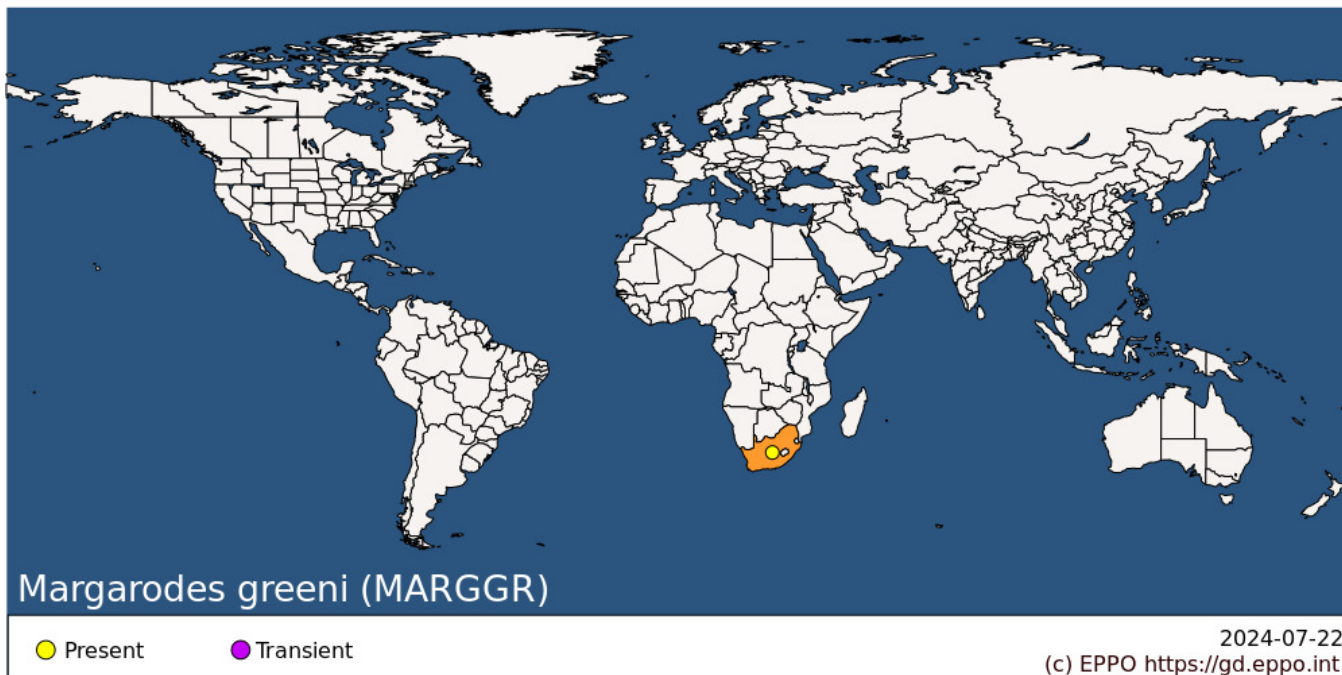 Margarodes greeni (MARGGR)
Present
Transient
2024-07-22
(c) EPPO https://gd.eppo.int